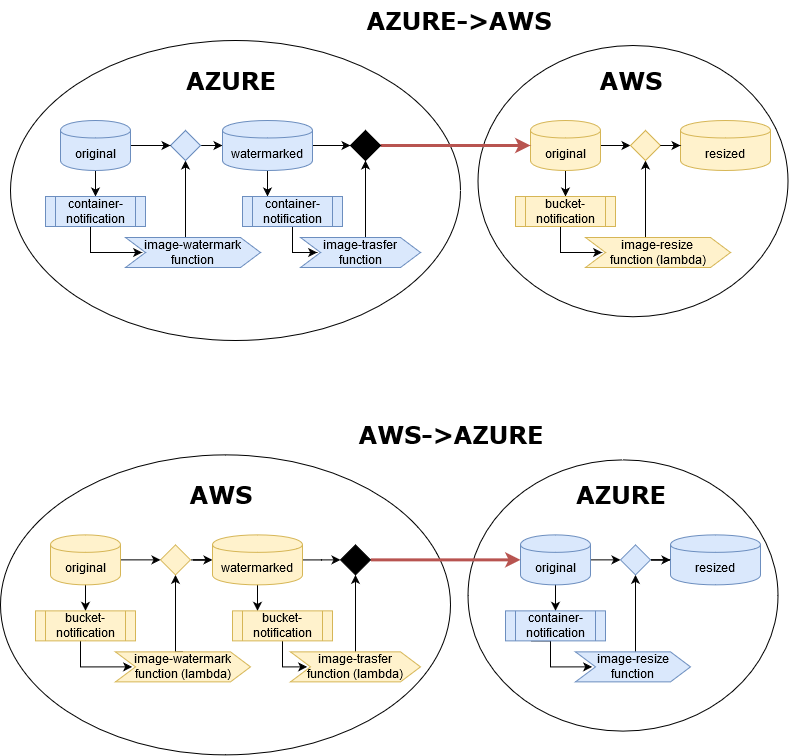 AZURE->AWS
AZURE
AWS
original
watermarked
original
resized
container-
notification
container-
notification
bucket-
notification
image-watermark
function
image-trasfer
function
image-resize
function (lambda)
AWS->AZURE
AWS
AZURE
original
watermarked
original
resized
bucket-
notification
bucket-
notification
container-
notification
image-watermark
function (lambda)
image-trasfer
function (lambda)
image-resize
function